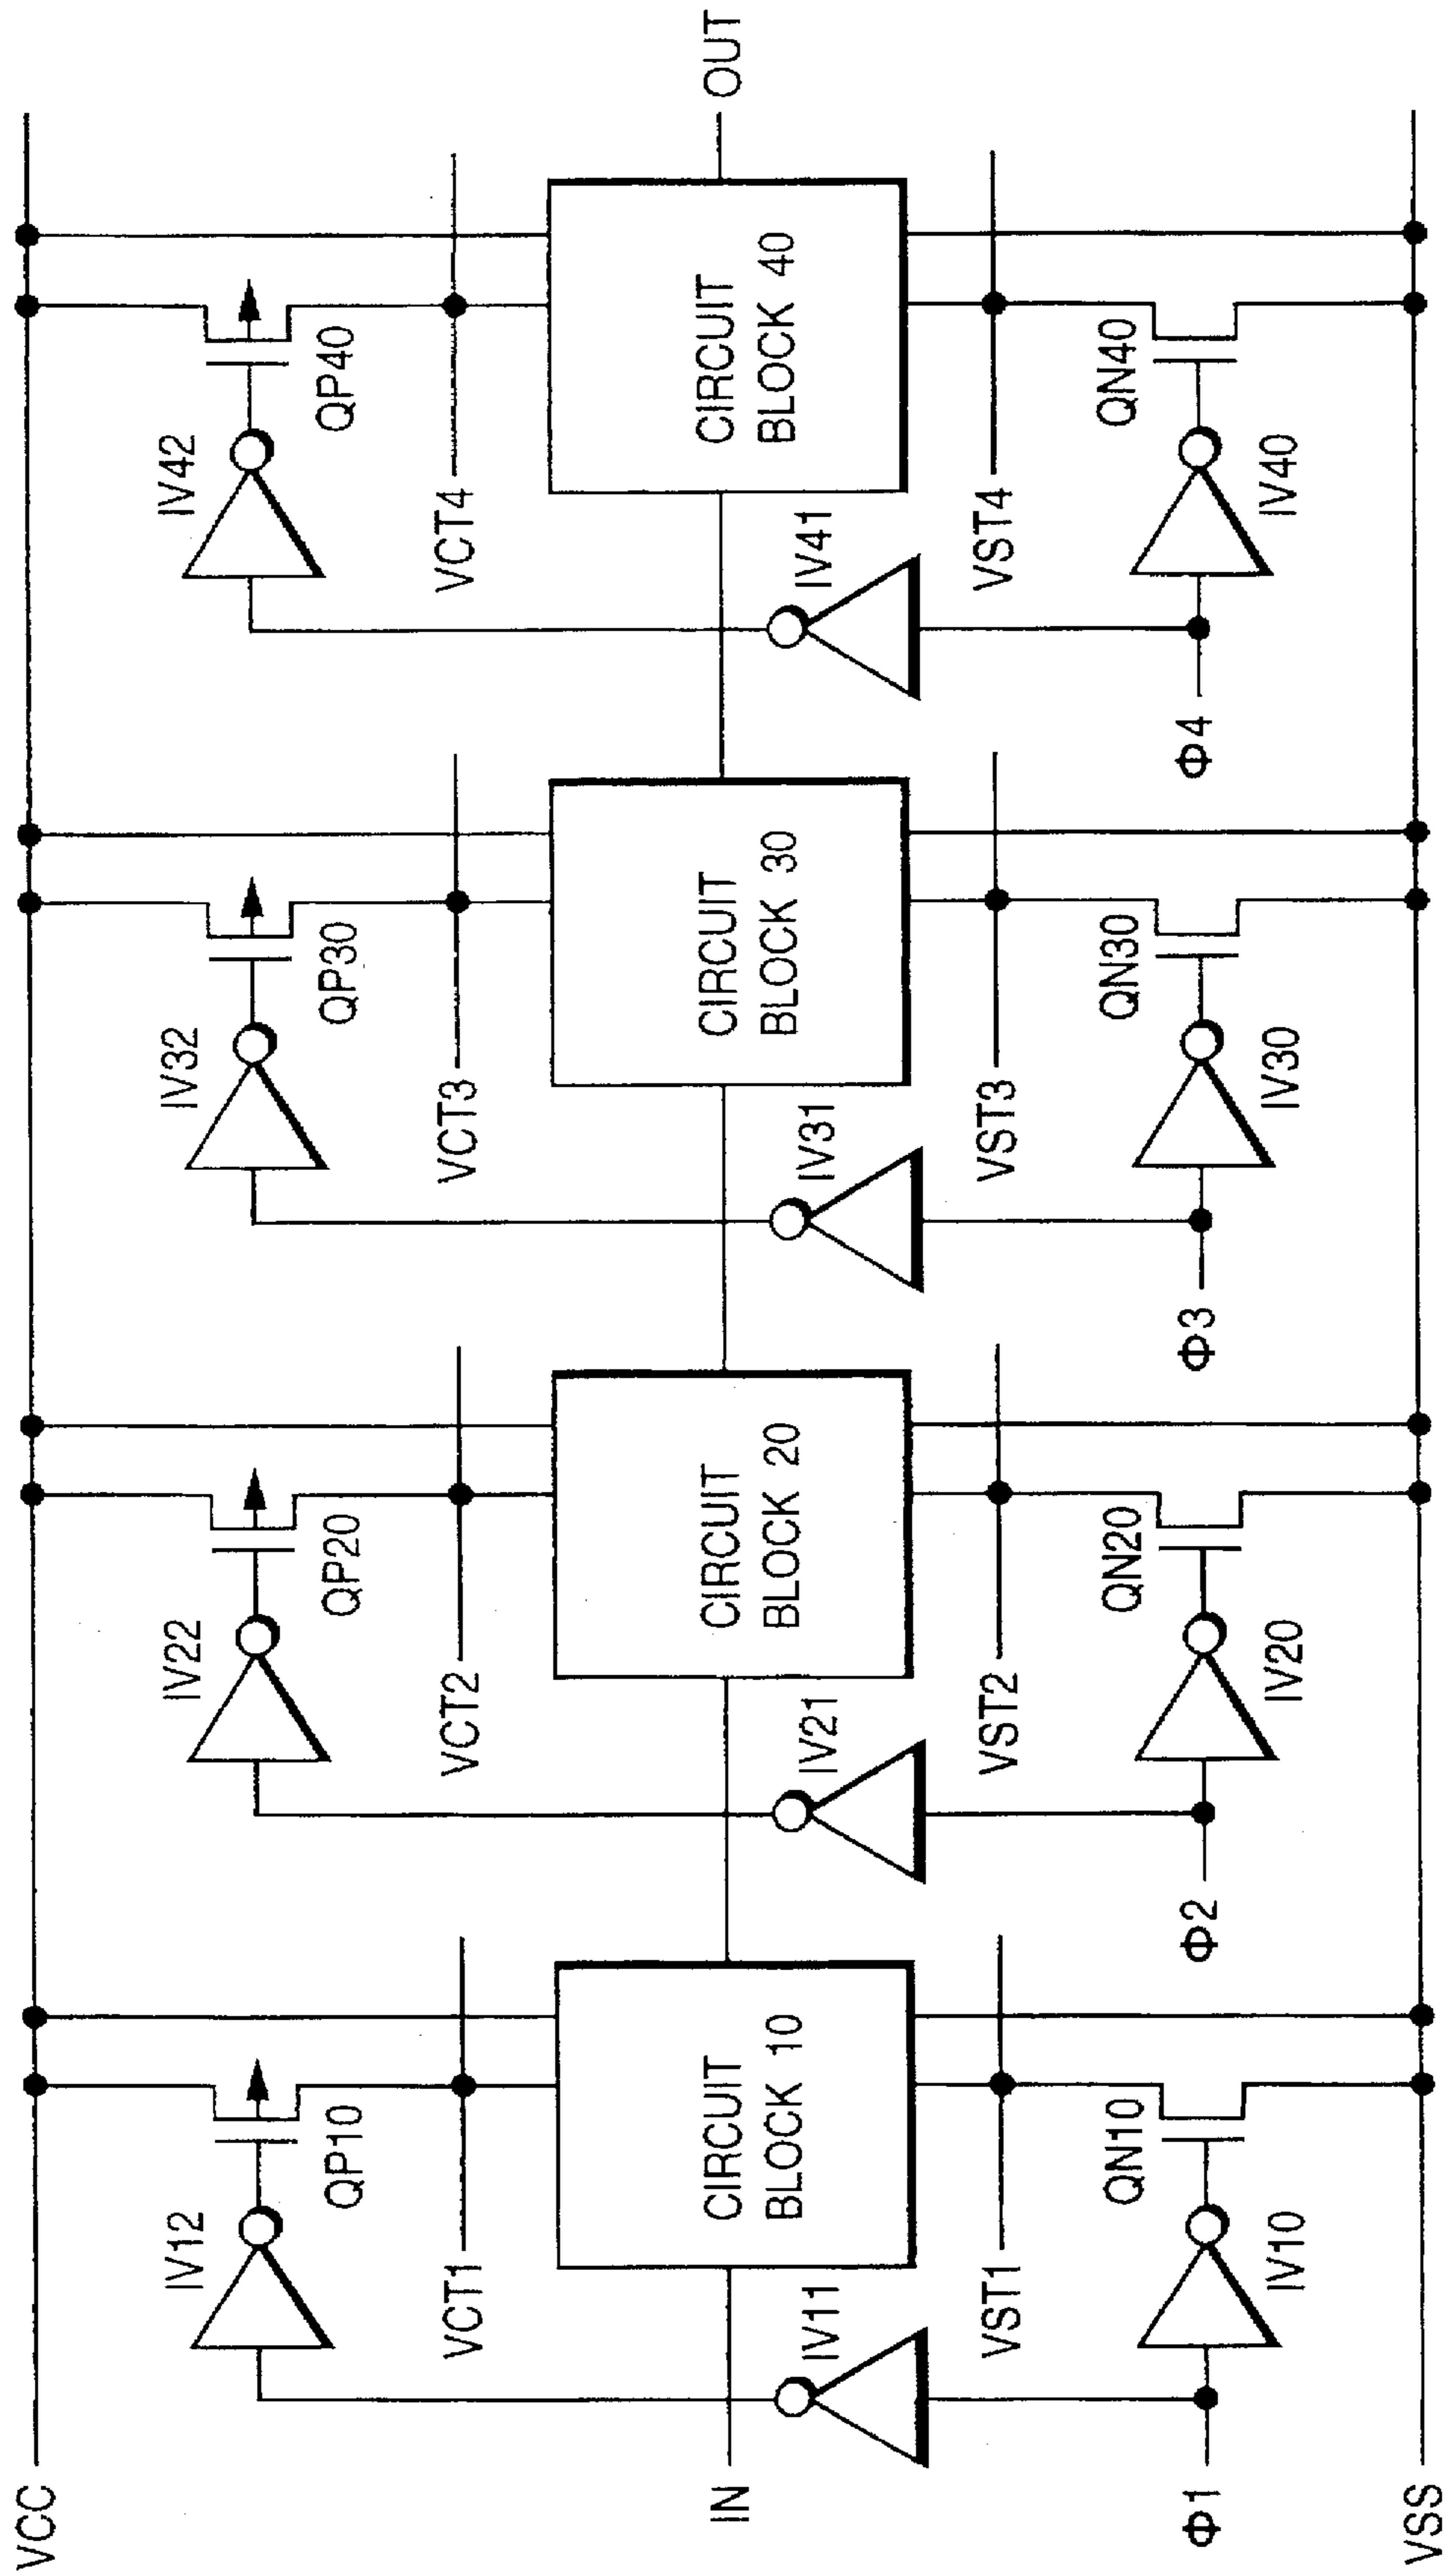 VCC
IV12
QP10
IV22
QP20
IV32
QP30
IV42
QP40
VCT1
VCT2
VCT3
VCT4
IN
CIRCUIT
BLOCK 10
CIRCUIT
BLOCK 20
CIRCUIT
BLOCK 30
CIRCUIT
BLOCK 40
OUT
IV11
IV21
IV31
IV41
VST1
VST2
VST3
VST4
QN10
QN20
QN30
QN40
Φ1
IV10
Φ2
IV20
Φ3
IV30
Φ4
IV40
VSS